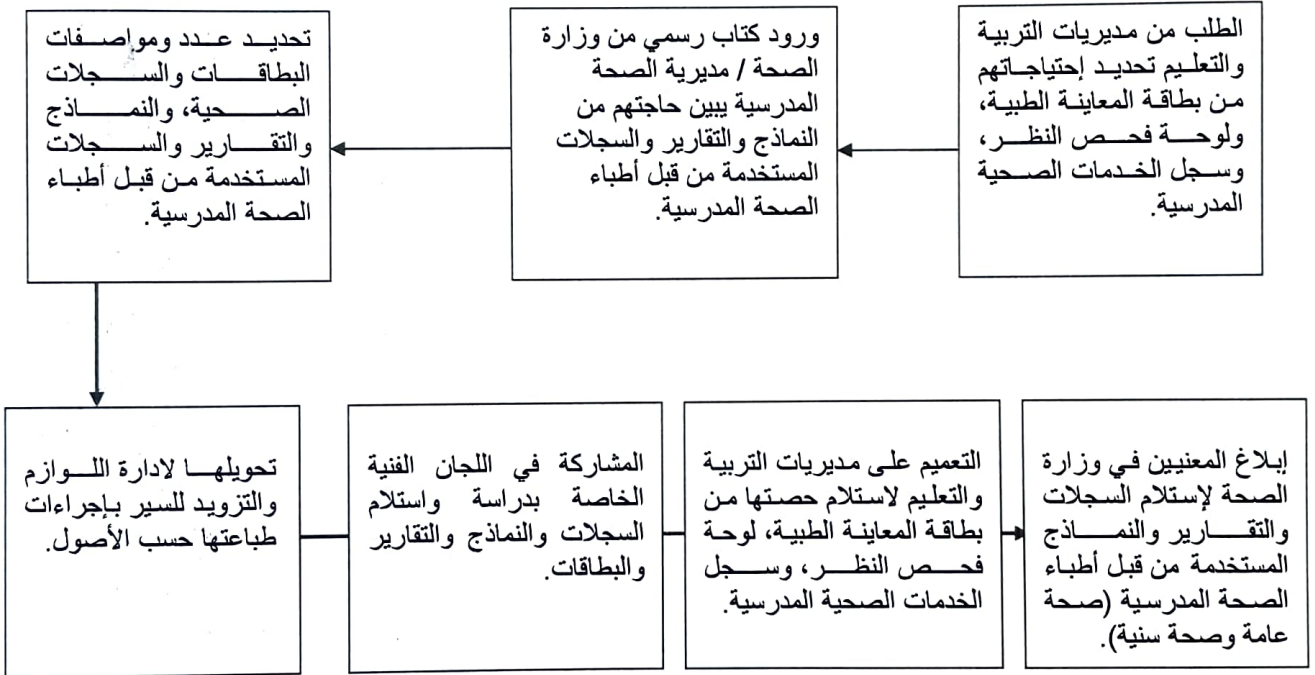 الطلب من مديريات التربية
والتعليم تحديد إحتياجاتهم
من بطاقة المعاينة الطبية،
ولوحة فحص النظر،
وسجل الخدمات الصحية
المدرسية.
ورود كتاب رسمي من وزارة
الصحة / مديرية الصحة
المدرسية يبين حاجتهم من
النماذج والتقارير والسجلات
المستخدمة من قبل أطباء
الصحة المدرسية.
تحديد عدد ومواصفات
البطاقات والسجلات
الصحية، والنماذج
والتقارير والسجلات
المستخدمة من قبل أطباء
الصحة المدرسية.
تحويلها لادارة اللوازم
والتزويد للسير بإجراءات
طباعتها حسب الأصول.
المشاركة في اللجان الفنية
الخاصة بدراسة واستلام
السجلات والنماذج والتقارير
والبطاقات.
التعميم على مديريات التربية
والتعليم لاستلام حصتها من
بطاقة المعاينة الطبية، لوحة
فحص النظر، وسجل
الخدمات الصحية المدرسية.
إبلاغ المعنيين في وزارة
الصحة لإستلام السجلات
والتقارير والنماذج
المستخدمة من قبل أطباء
الصحة المدرسية (صحة
عامة وصحة سنية).